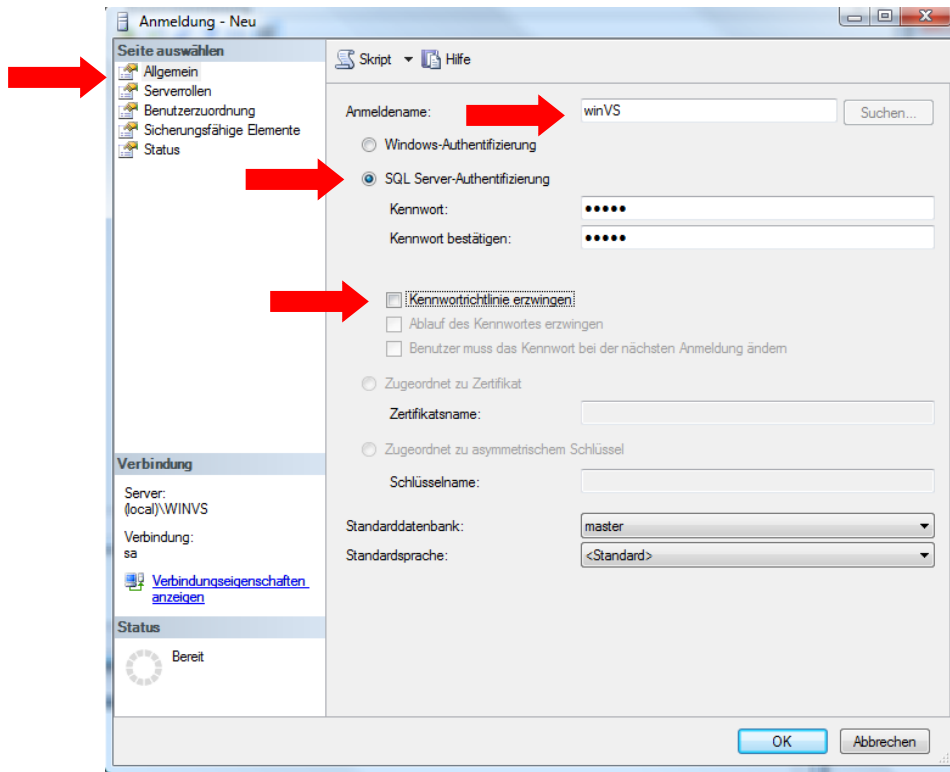 Anmeldung - Neu
Seite auswählen
Allgemein
Serverrollen
Benutzerzuordnung
Sicherungsfähige Elemente
Status
Verbindung
Server:
(local)\WINVS
Verbindung:
sa
Verbindungseigenschaften
anzeigen
Status
Bereit
Skript Hilfe
Anmeldename: winVS Suchen...
Windows-Authentifizierung
SQL Server-Authentifizierung
Kennwort: •••••
Kennwort bestätigen: •••••
Kennwortrichtlinie erzwingen
Ablauf des Kennwortes erzwingen
Benutzer muss das Kennwort bei der nächsten Anmeldung ändern
Zugeordnet zu Zertifikat
Zertifikatsname:
Zugeordnet zu asymmetrischem Schlüssel
Schlüsselname:
Standarddatenbank: master
Standardsprache: <Standard>
OK Abbrechen